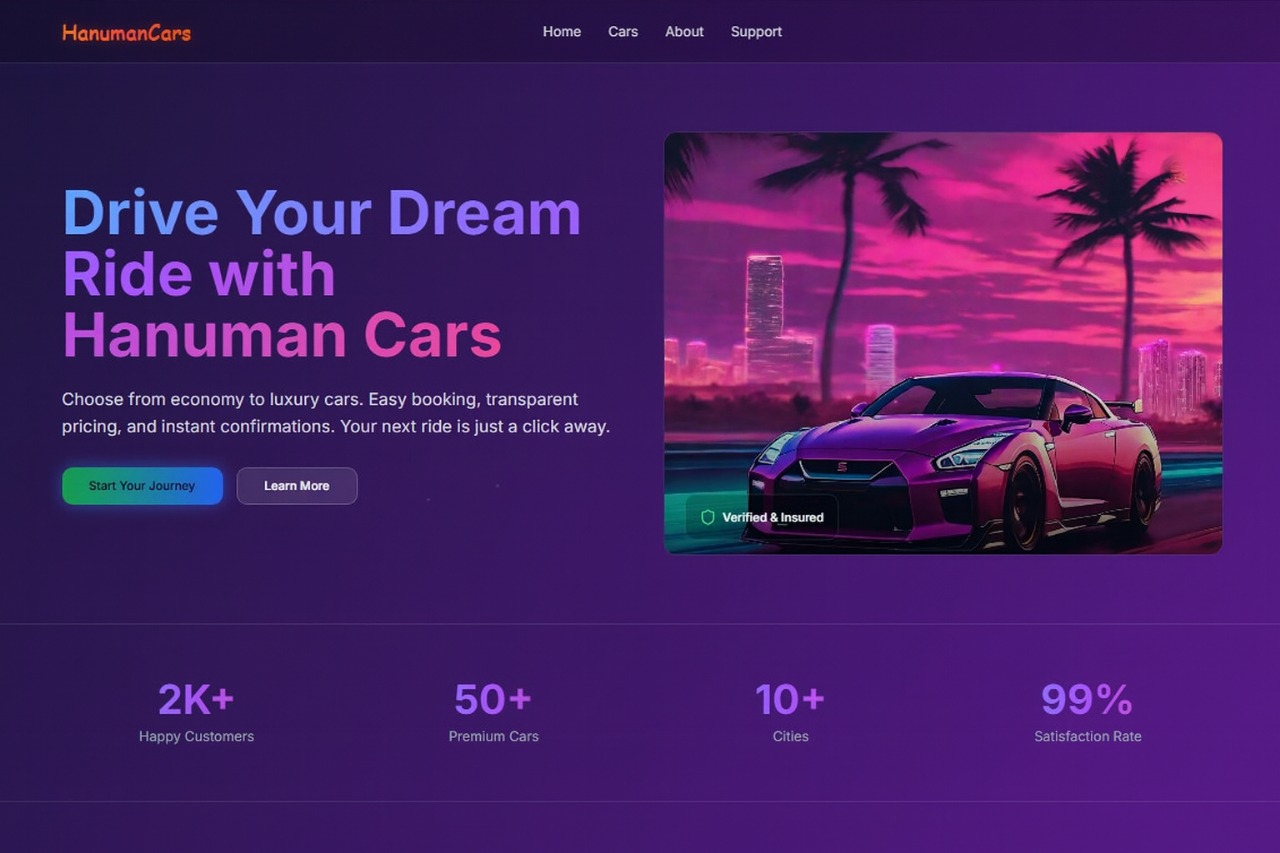 HanumanCars
Home
Cars
About
Support
Drive Your Dream
Ride with
Hanuman Cars
Choose from economy to luxury cars. Easy booking, transparent
pricing, and instant confirmations. Your next ride is just a click away.
Start Your Journey
Learn More
S
Verified & Insured
2K+
Happy Customers
50+
Premium Cars
10+
Cities
99%
Satisfaction Rate